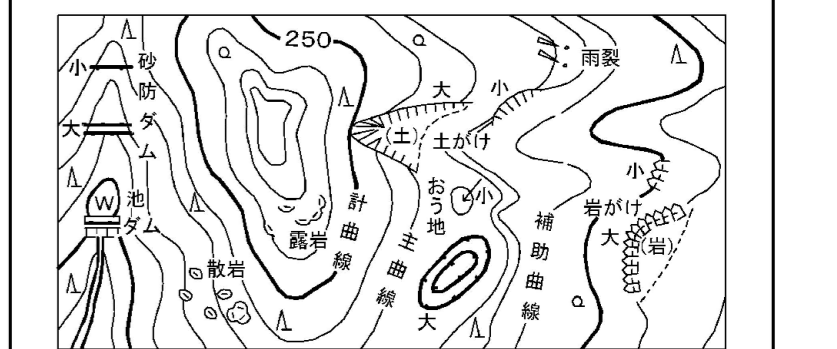 250
小
砂防ダム
大
W
池
ダム
散岩
露岩
計曲線
主曲線
大
(土)
土がけ
小
雨裂
おう地
小
大
補助曲線
小
岩がけ
大
(岩)